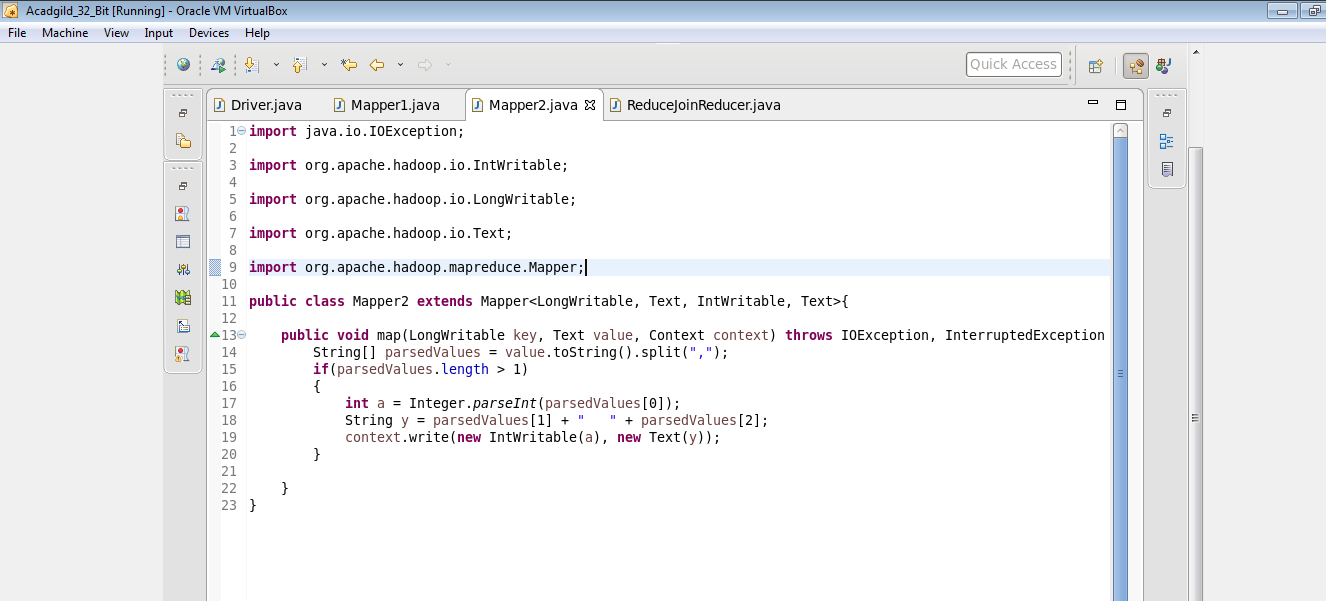 Acadgild_32_Bit [Running] - Oracle VM VirtualBox
File Machine View Input Devices Help
Quick Access
Driver.java Mapper1.java Mapper2.java ReduceJoinReducer.java
1 import java.io.IOException;
2
3 import org.apache.hadoop.io.IntWritable;
4
5 import org.apache.hadoop.io.LongWritable;
6
7 import org.apache.hadoop.io.Text;
8
9 import org.apache.hadoop.mapreduce.Mapper;
10
11 public class Mapper2 extends Mapper<LongWritable, Text, IntWritable, Text>{
12
13     public void map(LongWritable key, Text value, Context context) throws IOException, InterruptedException
14         String[] parsedValues = value.toString().split(",");
15         if(parsedValues.length > 1)
16         {
17             int a = Integer.parseInt(parsedValues[0]);
18             String y = parsedValues[1] + "   " + parsedValues[2];
19             context.write(new IntWritable(a), new Text(y));
20         }
21
22     }
23 }